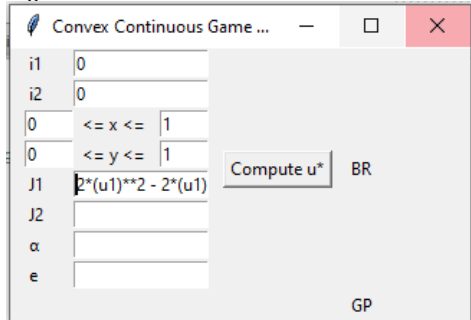 Convex Continuous Game ...
i1 0
i2 0
0 <= x <= 1
0 <= y <= 1
J1 2*(u1)**2 - 2*(u1) Compute u* BR
J2
α
e
GP